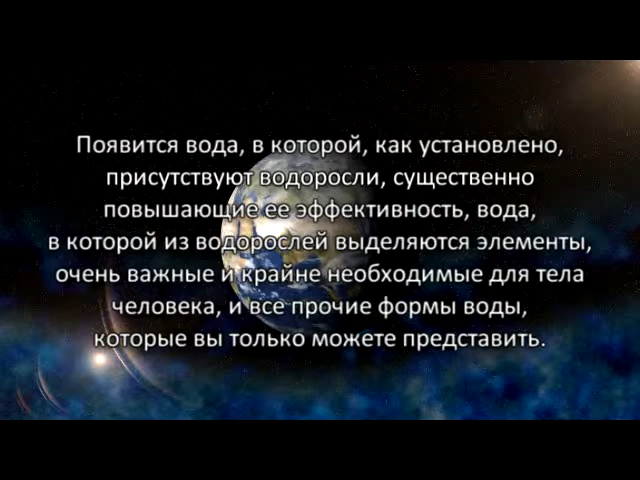 Появится вода, в которой, как установлено,
присутствуют водоросли, существенно
повышающие ее эффективность, вода,
в которой из водорослей выделяются элементы,
очень важные и крайне необходимые для тела
человека, и все прочие формы воды,
которые вы только можете представить.